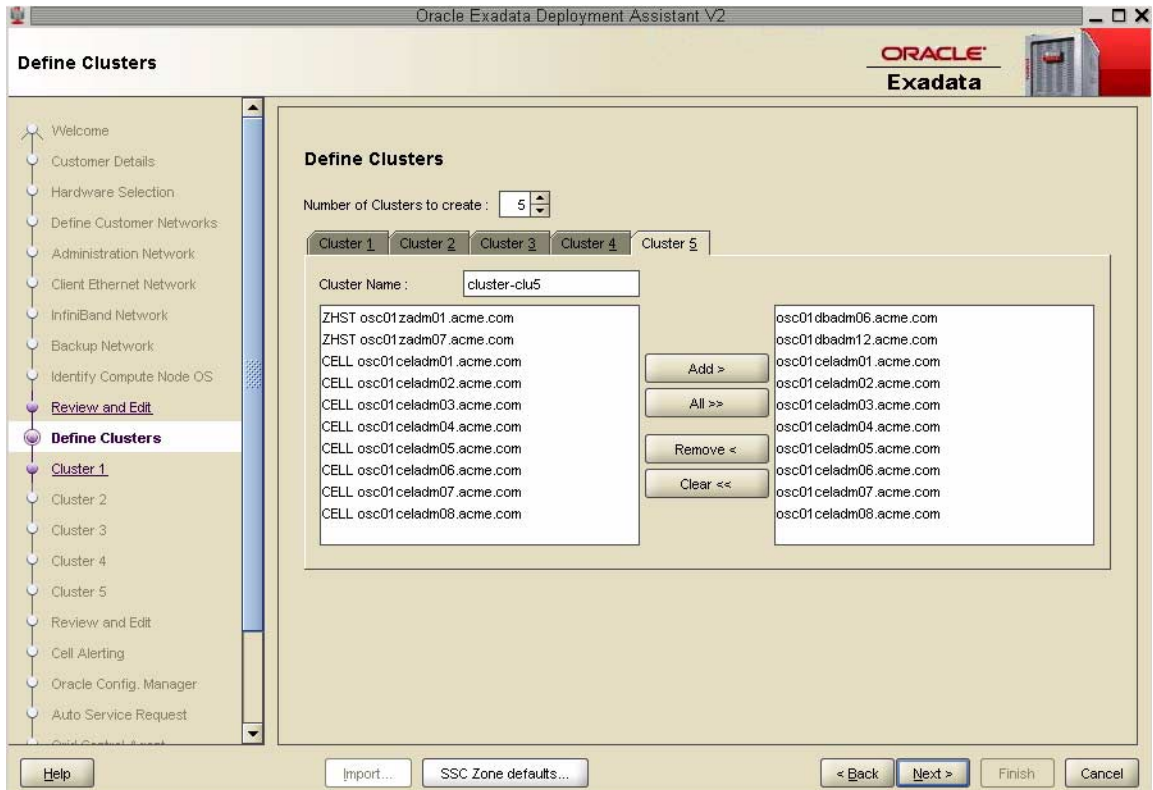 Oracle Exadata Deployment Assistant V2
Define Clusters
ORACLE
Exadata
Welcome
Customer Details
Hardware Selection
Define Customer Networks
Administration Network
Client Ethernet Network
InfiniBand Network
Backup Network
Identify Compute Node OS
Review and Edit
Define Clusters
Cluster 1
Cluster 2
Cluster 3
Cluster 4
Cluster 5
Review and Edit
Cell Alerting
Oracle Config. Manager
Auto Service Request
Define Clusters
Number of Clusters to create : 5
Cluster 1 Cluster 2 Cluster 3 Cluster 4 Cluster 5
Cluster Name : cluster-clu5
ZHST osc01zadm01.acme.com
ZHST osc01zadm07.acme.com
CELL osc01celadm01.acme.com
CELL osc01celadm02.acme.com
CELL osc01celadm03.acme.com
CELL osc01celadm04.acme.com
CELL osc01celadm05.acme.com
CELL osc01celadm06.acme.com
CELL osc01celadm07.acme.com
CELL osc01celadm08.acme.com
Add >
All >>
Remove <
Clear <<
osc01dbadm06.acme.com
osc01dbadm12.acme.com
osc01celadm01.acme.com
osc01celadm02.acme.com
osc01celadm03.acme.com
osc01celadm04.acme.com
osc01celadm05.acme.com
osc01celadm06.acme.com
osc01celadm07.acme.com
osc01celadm08.acme.com
Help Import... SSC Zone defaults... < Back Next > Finish Cancel